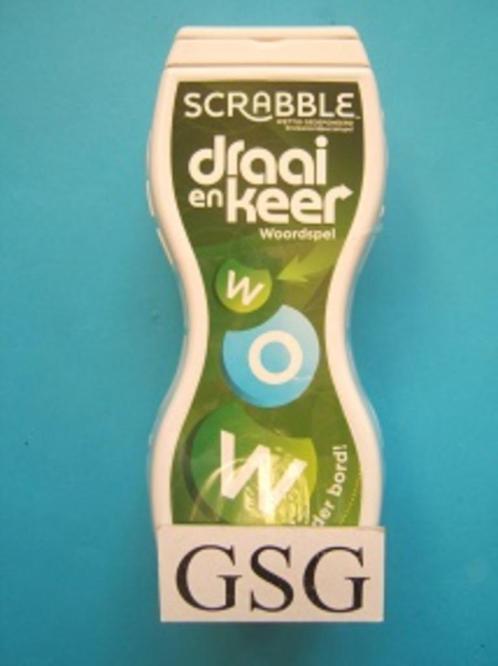 SCRABBLE
draai
en keer
Woordspel
W
O
W
der bord!
GSG